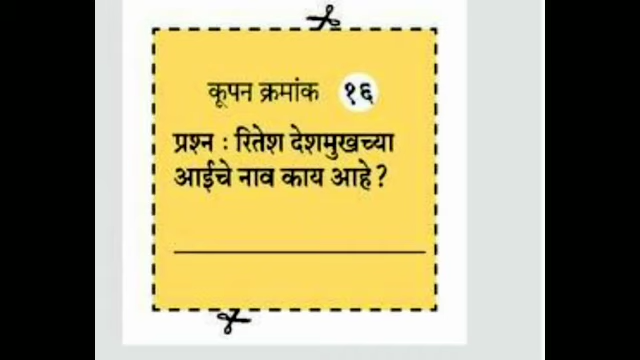 कूपन क्रमांक १६
प्रश्न : रितेश देशमुखच्या
आईचे नाव काय आहे ?